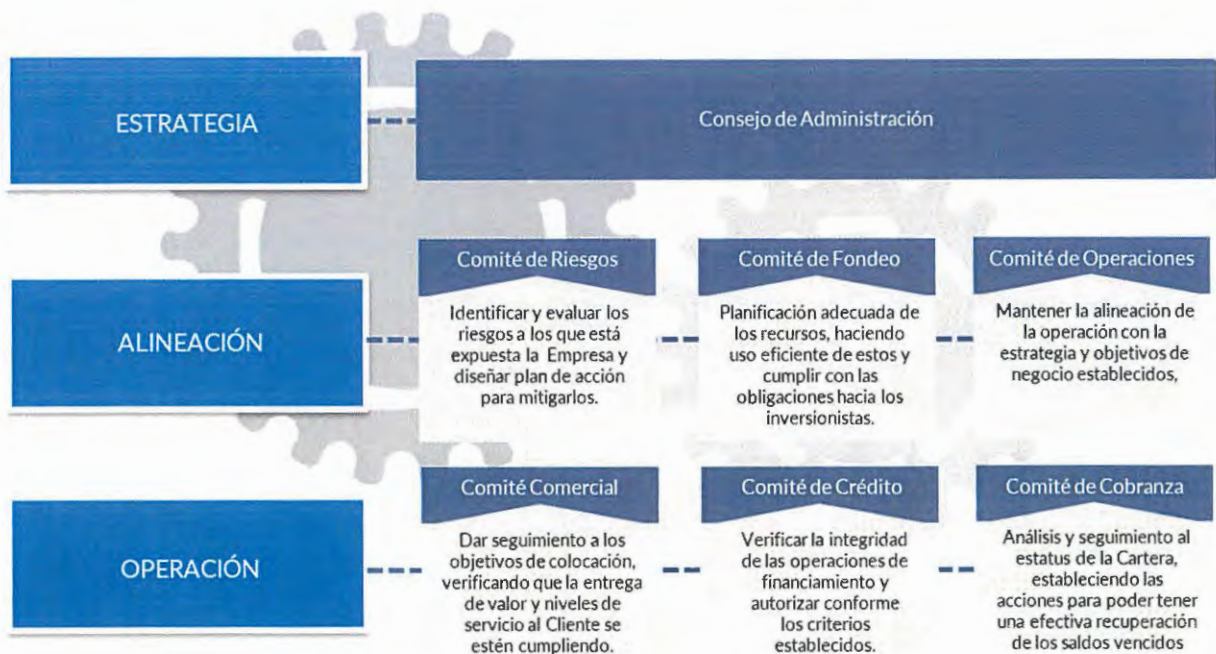 ESTRATEGIA
Consejo de Administración
ALINEACIÓN
Comité de Riesgos
Identificar y evaluar los
riesgos a los que está
expuesta la Empresa y
diseñar plan de acción
para mitigarlos.
Comité de Fondeo
Planificación adecuada de
los recursos, haciendo
uso eficiente de estos y
cumplir con las
obligaciones hacia los
inversionistas.
Comité de Operaciones
Mantener la alineación de
la operación con la
estrategia y objetivos de
negocio establecidos,
OPERACIÓN
Comité Comercial
Dar seguimiento a los
objetivos de colocación,
verificando que la entrega
de valor y niveles de
servicio al Cliente se
estén cumpliendo.
Comité de Crédito
Verificar la integridad
de las operaciones de
financiamiento y
autorizar conforme
los criterios
establecidos.
Comité de Cobranza
Análisis y seguimiento al
estatus de la Cartera,
estableciendo las
acciones para poder tener
una efectiva recuperación
de los saldos vencidos